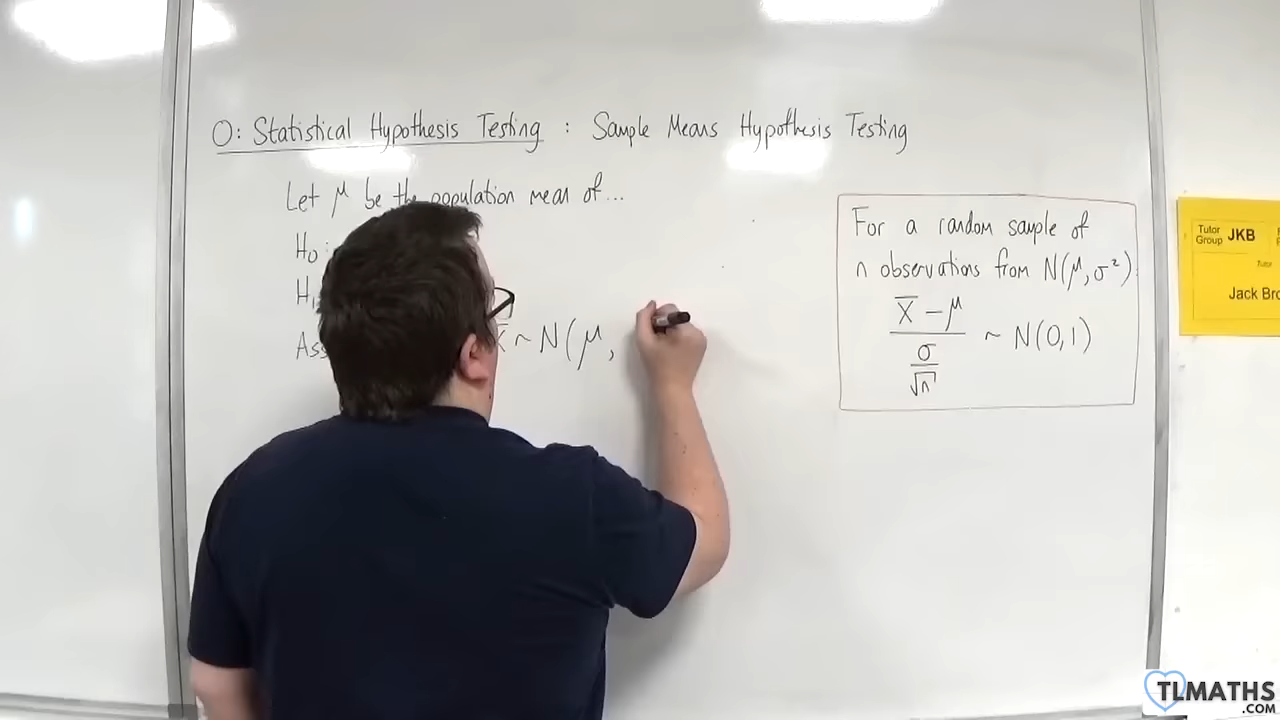 O: Statistical Hypothesis Testing : Sample Means Hypothesis Testing
Let μ be the population mean of...
H₀
H₁
Ass
X̄ ~ N(μ,
For a random sample of
n observations from N(μ, σ²)
X̄ - μ
σ
√n
~ N(0,1)
Tutor
Group JKB
Tutor
Jack Bro
TLMATHS
.COM